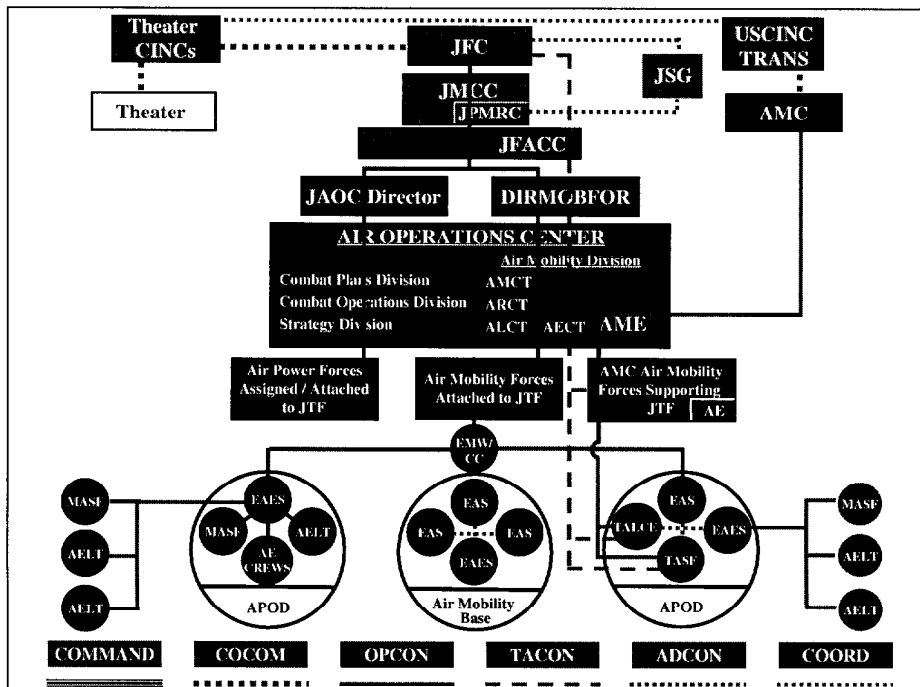 Theater
CINCs
JFC
USCINC
TRANS
JSG
JMCC
JPMRC
Theater
AMC
JFACC
JAOC Director
DIRMOBFOR
AIR OPERATIONS CENTER
Air Mobility Division
Combat Plans Division AMCT
Combat Operations Division ARCT
Strategy Division ALCT AECT AME
Air Power Forces
Assigned / Attached
to JTF
Air Mobility Forces
Attached to JTF
AMC Air Mobility
Forces Supporting
JTF AE
EMW/
CC
MASF
AELT
AELT
EAES
MASF
AELT
AE
CREWS
APOD
EAS
EAS
EAS
EAES
Air Mobility
Base
EAS
TALCE
EAES
TASF
APOD
MASF
AELT
AELT
COMMAND
COCOM
OPCON
TACON
ADCON
COORD